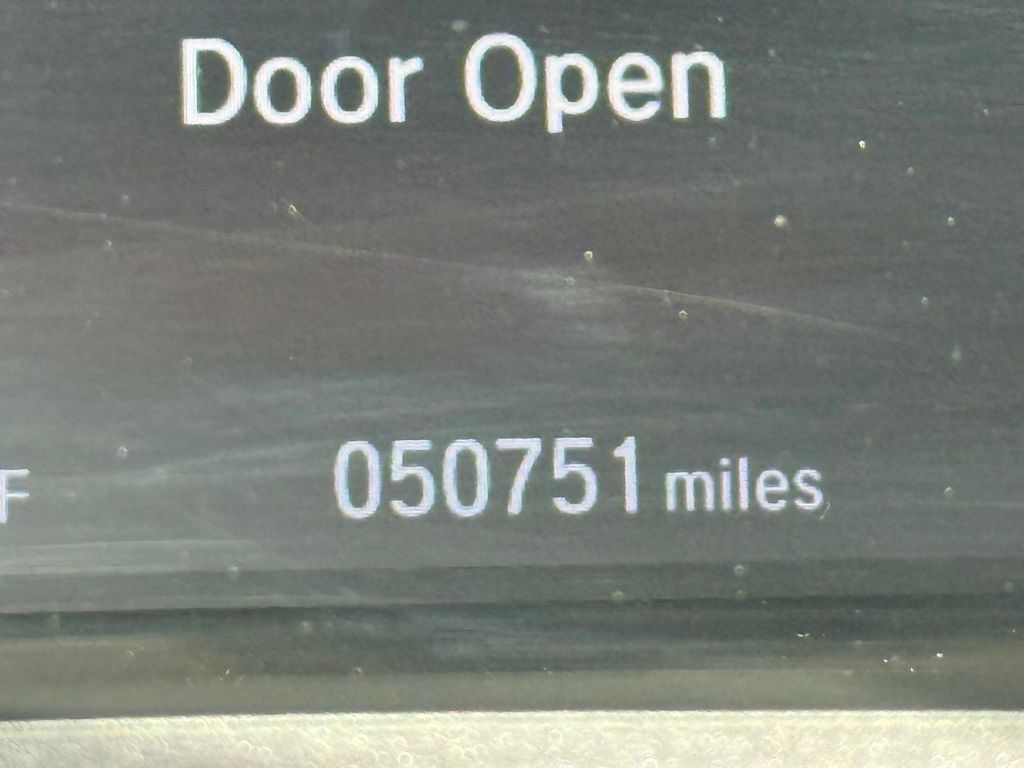 Door Open
F
050751 miles